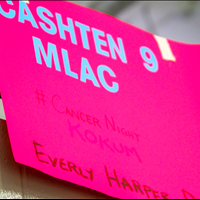 CASHTEN 9
MLAC
# CANCER NIGHT
KOKUM
EVERLY HARPER